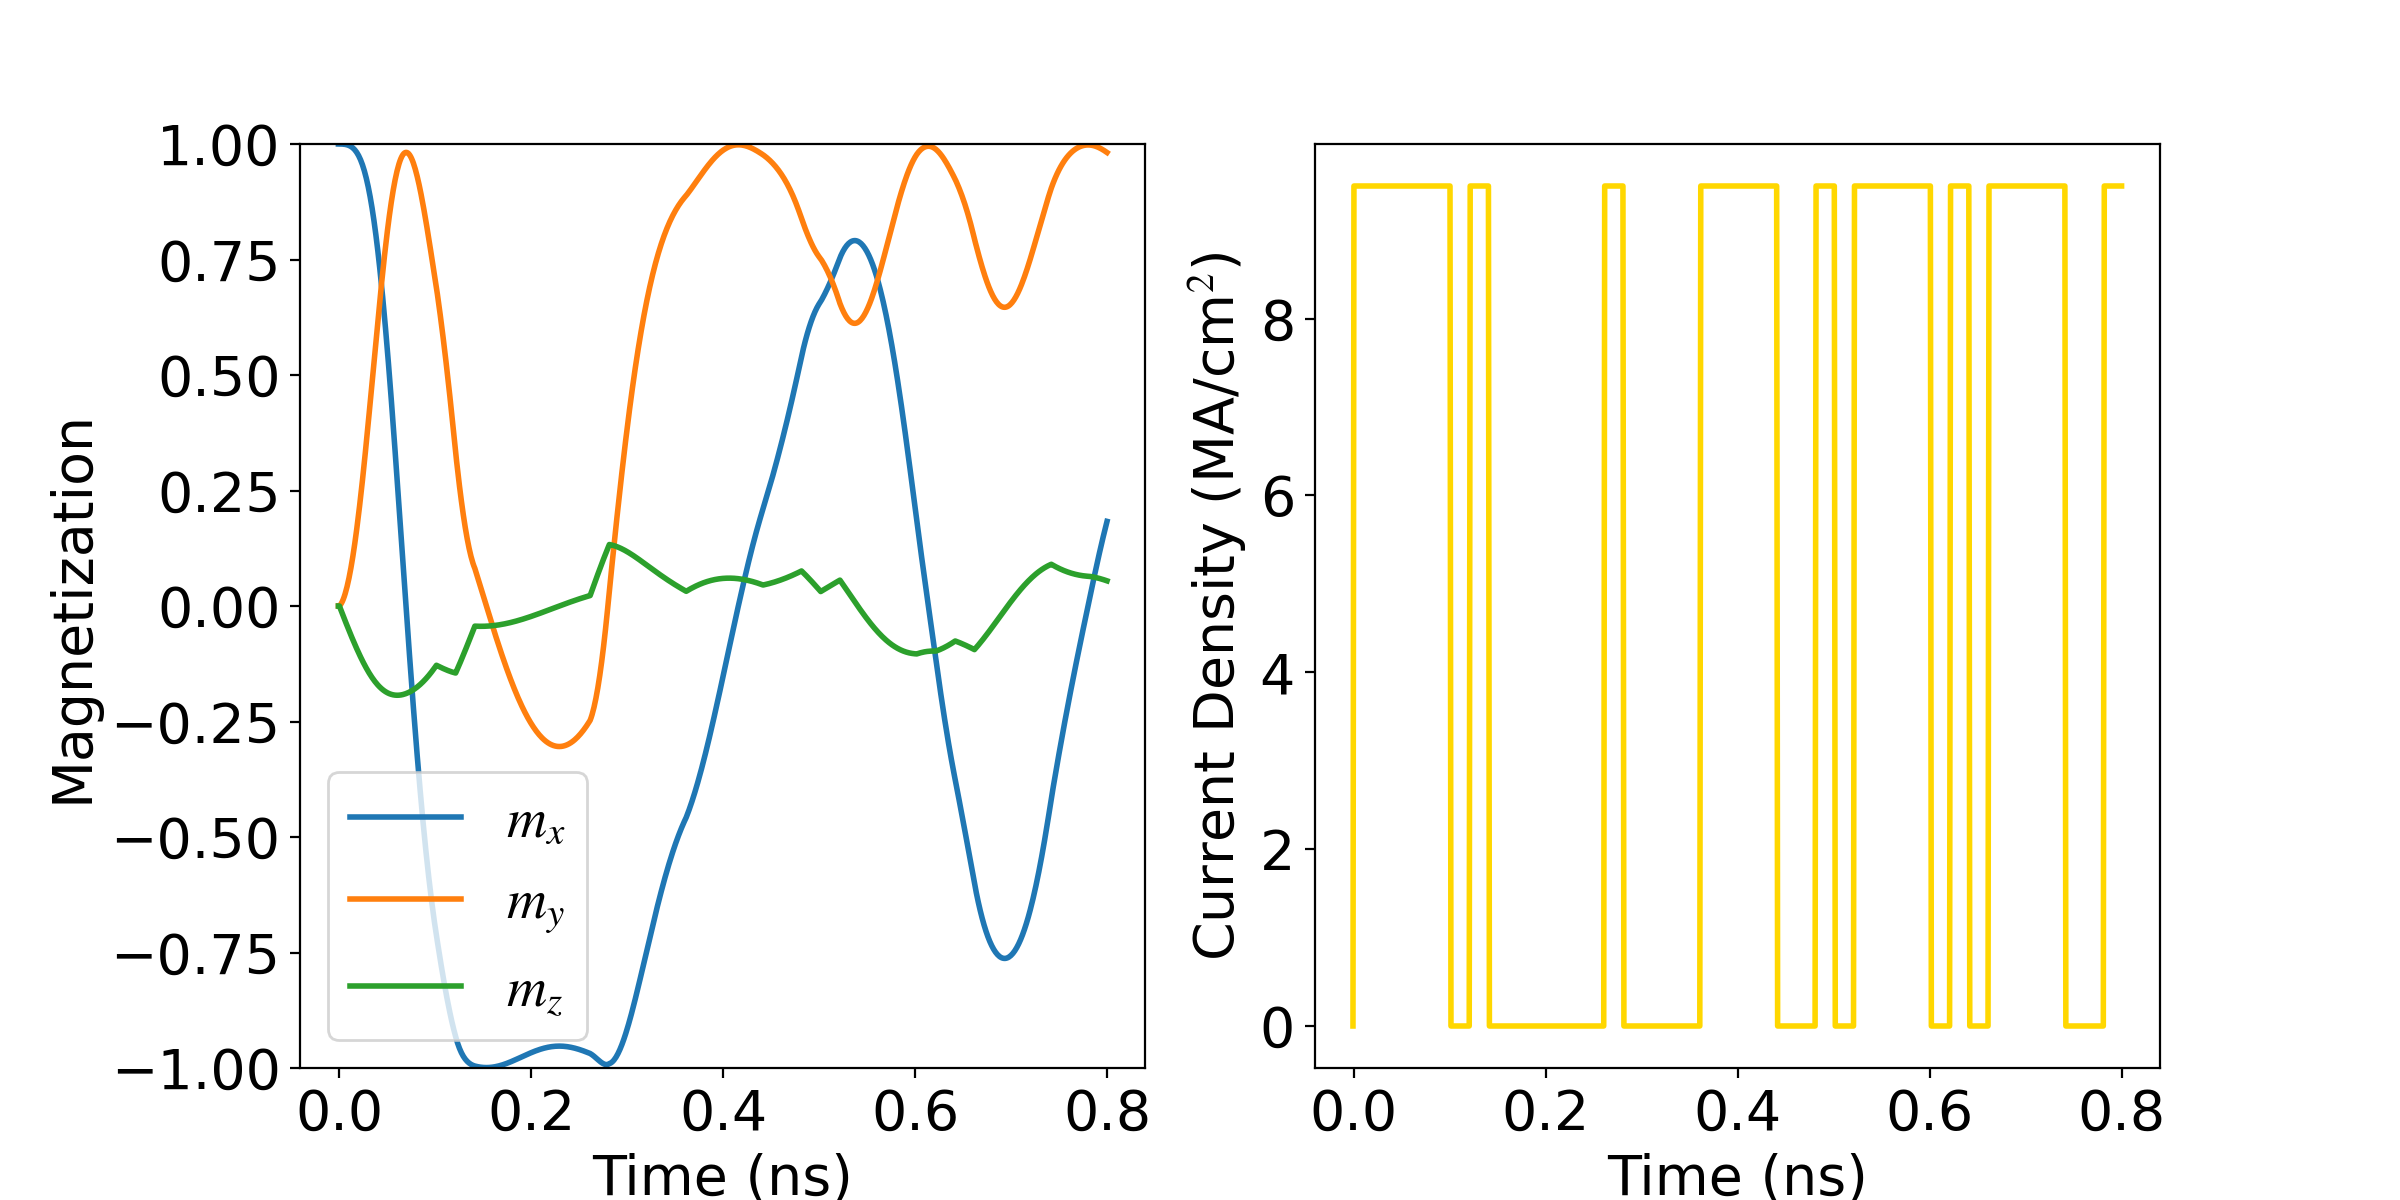 Magnetization
1.00
0.75
0.50
0.25
0.00
−0.25
−0.50
−0.75
−1.00
m_x
m_y
m_z
0.0 0.2 0.4 0.6 0.8
Time (ns)
Current Density (MA/cm²)
8
6
4
2
0
0.0 0.2 0.4 0.6 0.8
Time (ns)